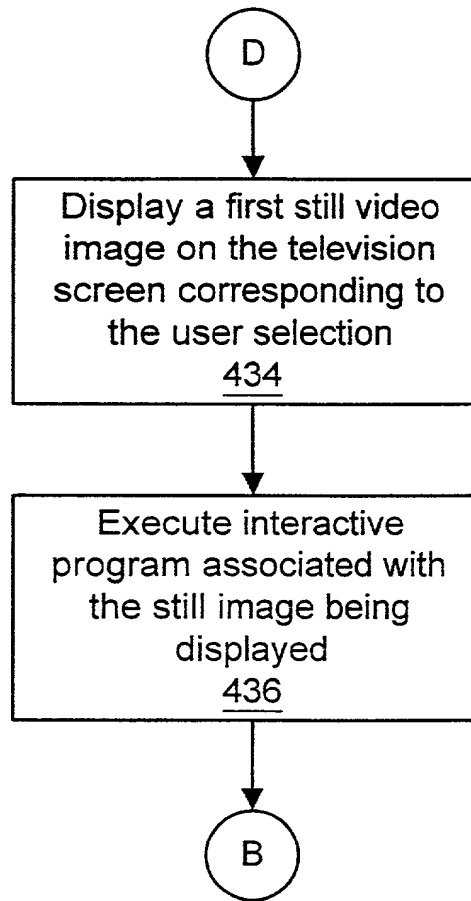 D
Display a first still video
image on the television
screen corresponding to
the user selection
434
Execute interactive
program associated with
the still image being
displayed
436
B